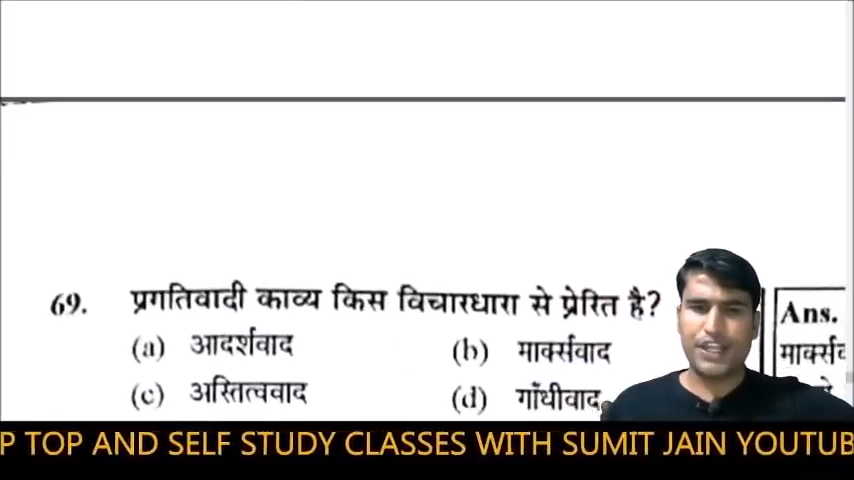 69. प्रगतिवादी काव्य किस विचारधारा से प्रेरित है?
(a) आदर्शवाद (b) मार्क्सवाद
(c) अस्तित्ववाद (d) गाँधीवाद
Ans.
P TOP AND SELF STUDY CLASSES WITH SUMIT JAIN YOUTUB